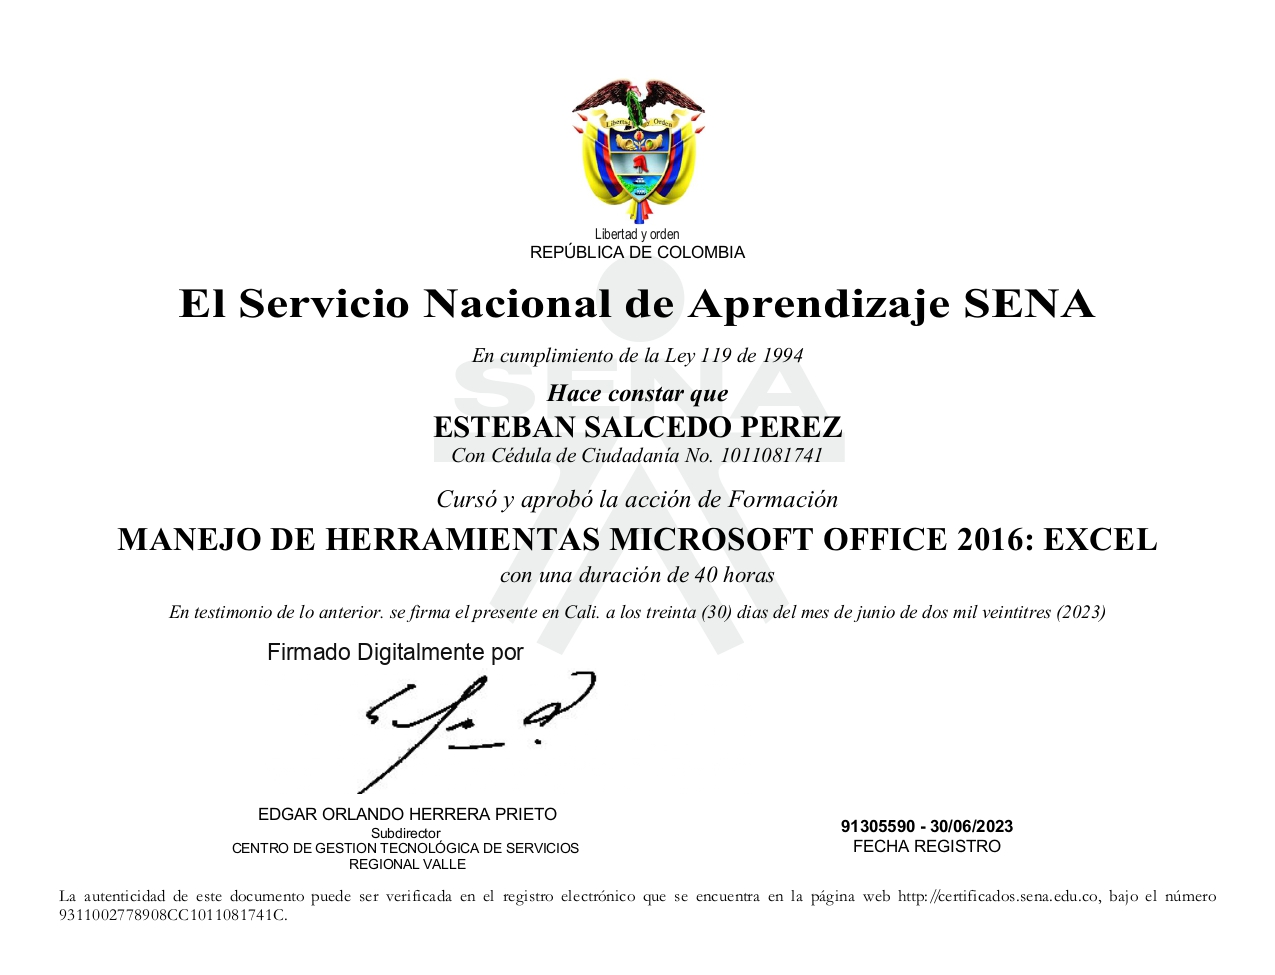 Libertad y Orden
Libertad y orden
REPÚBLICA DE COLOMBIA
El Servicio Nacional de Aprendizaje SENA
En cumplimiento de la Ley 119 de 1994
SENA
Hace constar que
ESTEBAN SALCEDO PEREZ
Con Cédula de Ciudadanía No. 1011081741
Cursó y aprobó la acción de Formación
MANEJO DE HERRAMIENTAS MICROSOFT OFFICE 2016: EXCEL
con una duración de 40 horas
En testimonio de lo anterior. se firma el presente en Cali. a los treinta (30) dias del mes de junio de dos mil veintitres (2023)
Firmado Digitalmente por
EDGAR ORLANDO HERRERA PRIETO
Subdirector
CENTRO DE GESTION TECNOLÓGICA DE SERVICIOS
REGIONAL VALLE
91305590 - 30/06/2023
FECHA REGISTRO
La autenticidad de este documento puede ser verificada en el registro electrónico que se encuentra en la página web http://certificados.sena.edu.co, bajo el número
9311002778908CC1011081741C.